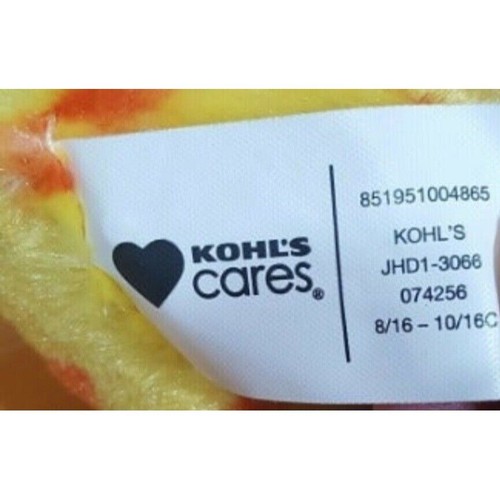 KOHL'S
cares®
851951004865
KOHL'S
JHD1-3066
074256
8/16 – 10/16C